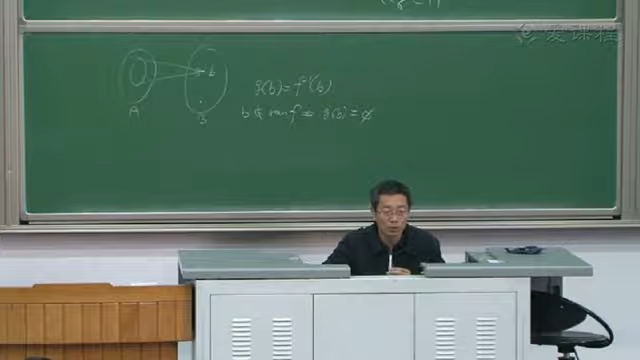 爱课程
b
g(b) = f⁻¹(b)
b ∉ ran f ⇒ g(b) = ∅
A
B